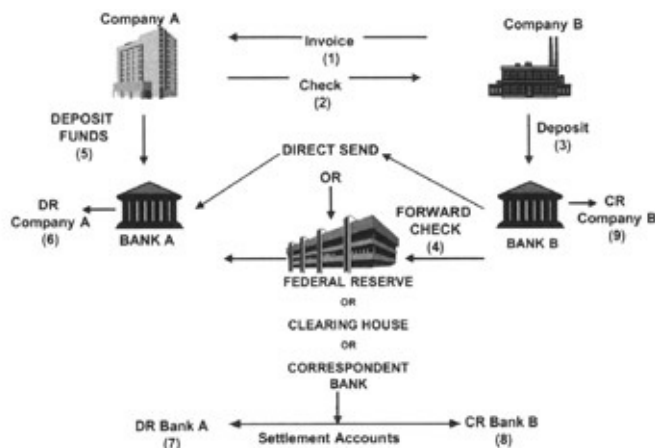 Company A
Company B
Invoice
(1)
Check
(2)
DEPOSIT
FUNDS
(5)
Deposit
(3)
DIRECT SEND
OR
FORWARD
CHECK
(4)
DR
Company A
(6)
BANK A
BANK B
CR
Company B
(9)
FEDERAL RESERVE
OR
CLEARING HOUSE
OR
CORRESPONDENT
BANK
DR Bank A
(7)
Settlement Accounts
CR Bank B
(8)